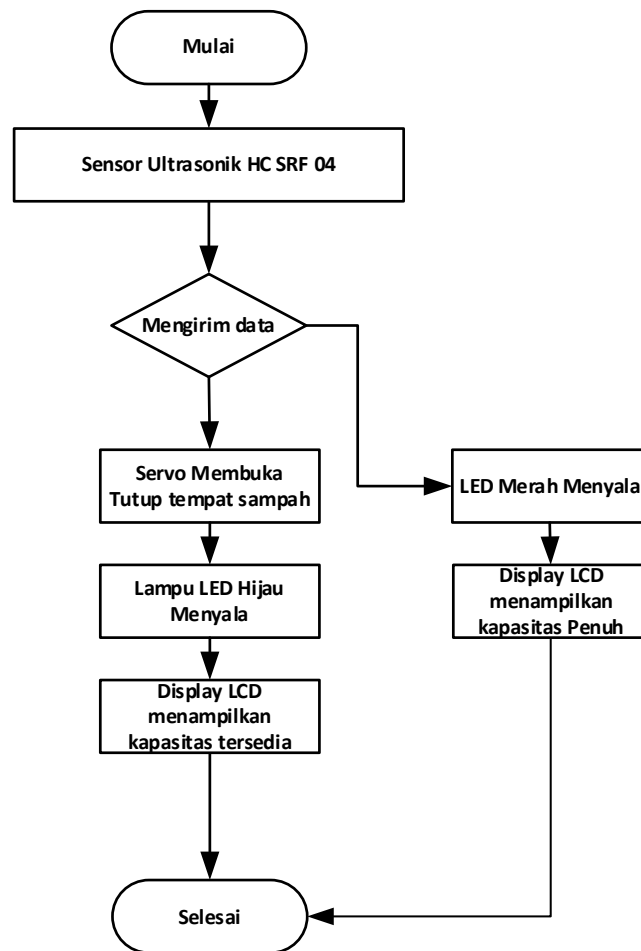 Mulai
Sensor Ultrasonik HC SRF 04
Mengirim data
Servo Membuka
Tutup tempat sampah
Lampu LED Hijau
Menyala
Display LCD
menampilkan
kapasitas tersedia
LED Merah Menyala
Display LCD
menampilkan
kapasitas Penuh
Selesai